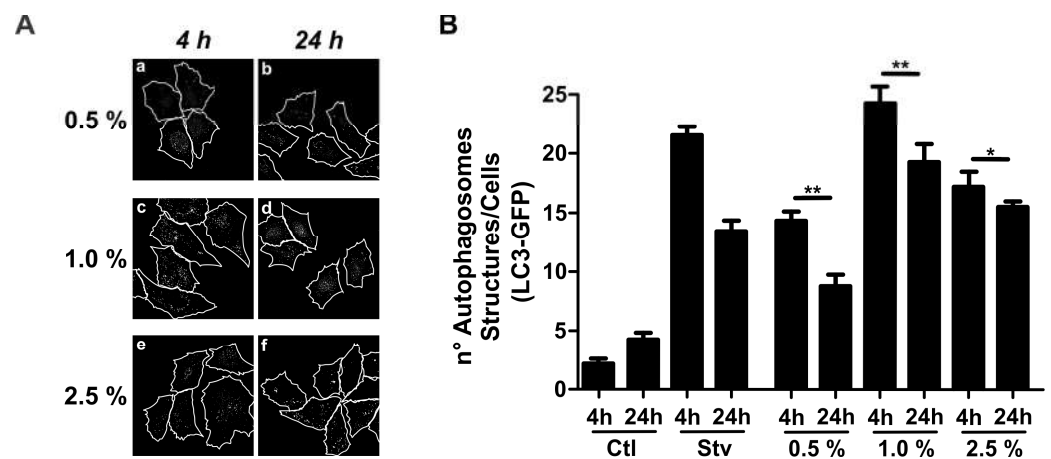 A
4 h 24 h
a b
0.5 %
c d
1.0 %
e f
2.5 %
B
n° Autophagosomes
Structures/Cells
(LC3-GFP)
25
20
15
10
5
0
** ** *
4h 24h 4h 24h 4h 24h 4h 24h 4h 24h
Ctl Stv 0.5 % 1.0 % 2.5 %